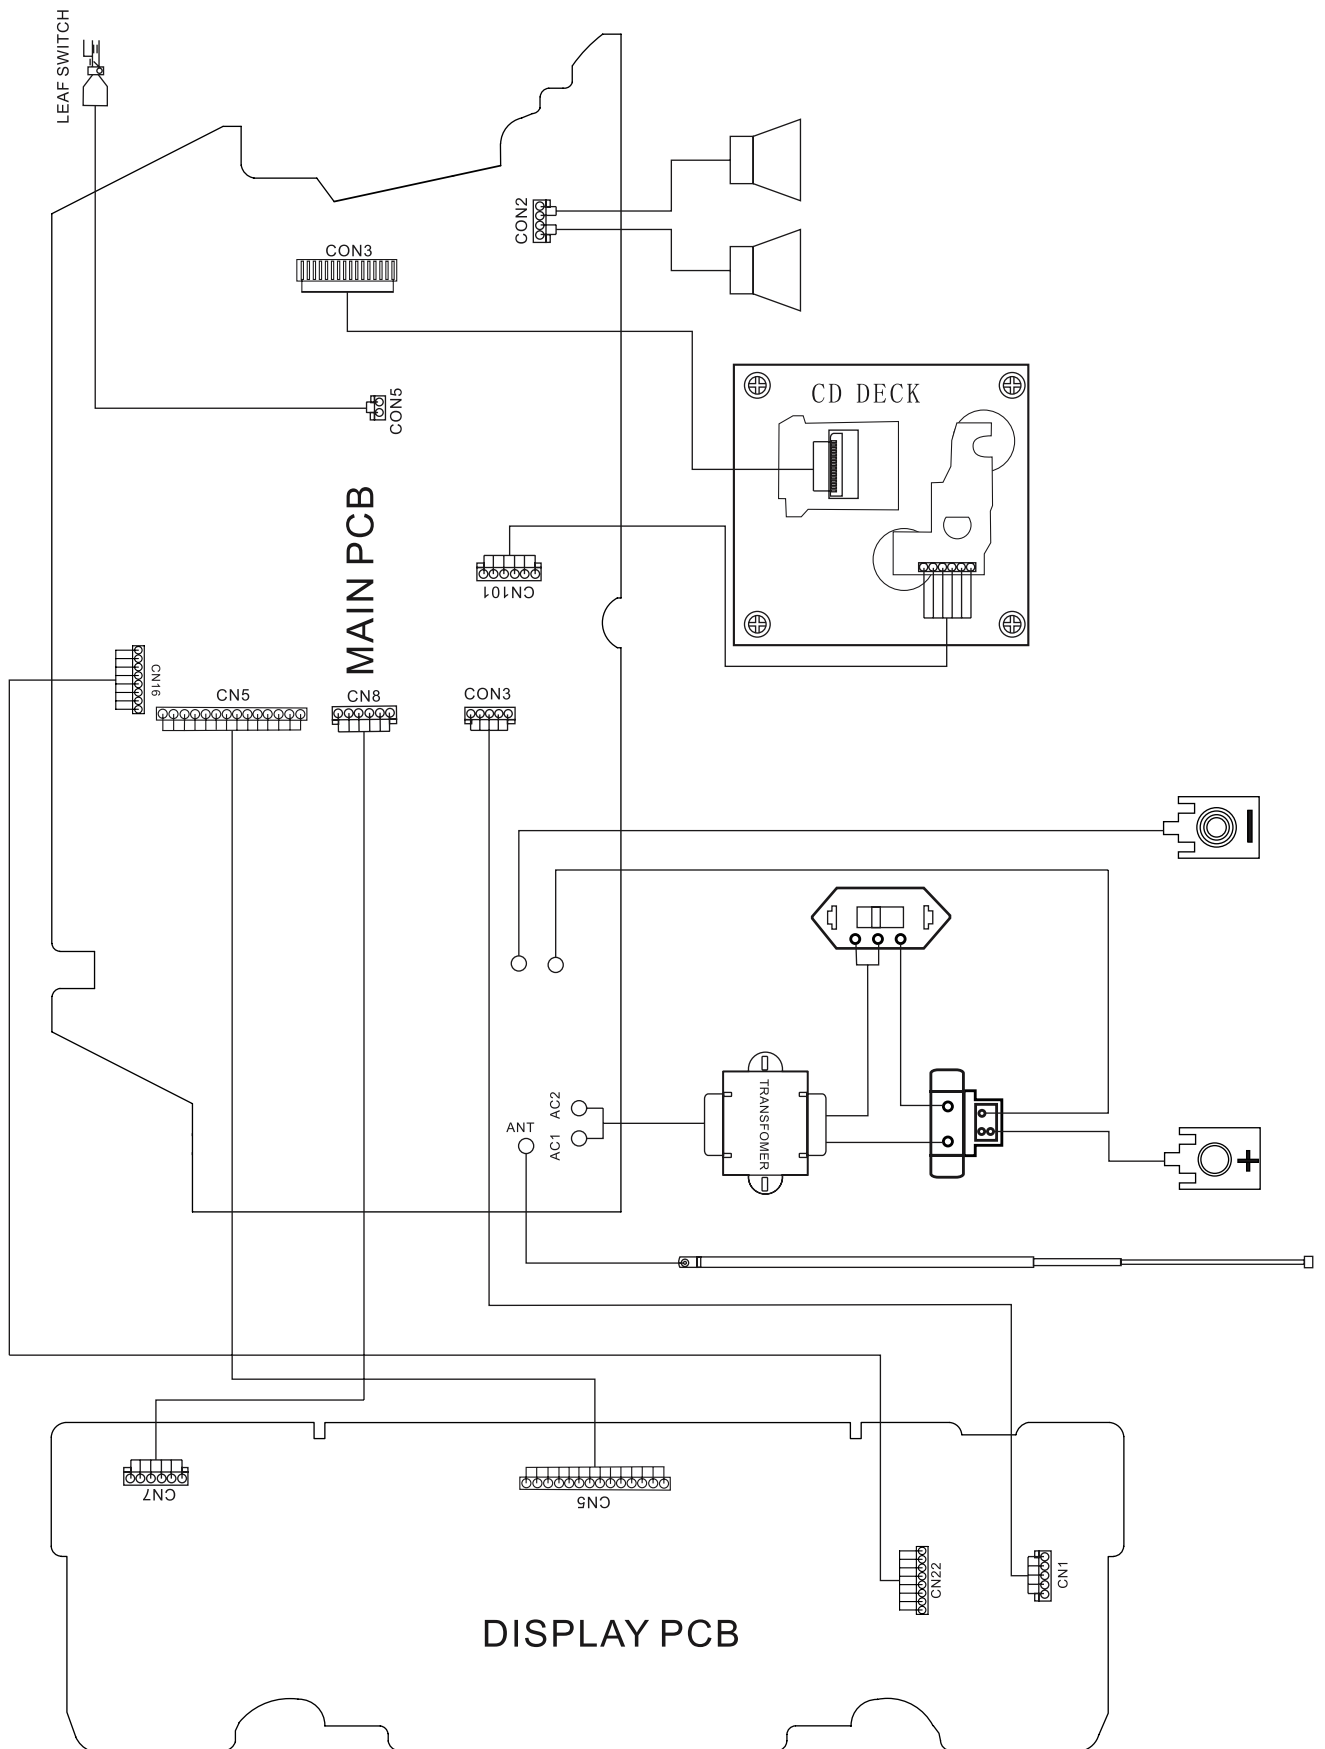 LEAF SWITCH
CON2
CON3
CD DECK
CON5
MAIN PCB
CN101
CN16
CN5
CN8
CON3
TRANSFOMER
AC2
ANT
AC1
+
CN7
CN5
CN22
CN1
DISPLAY PCB